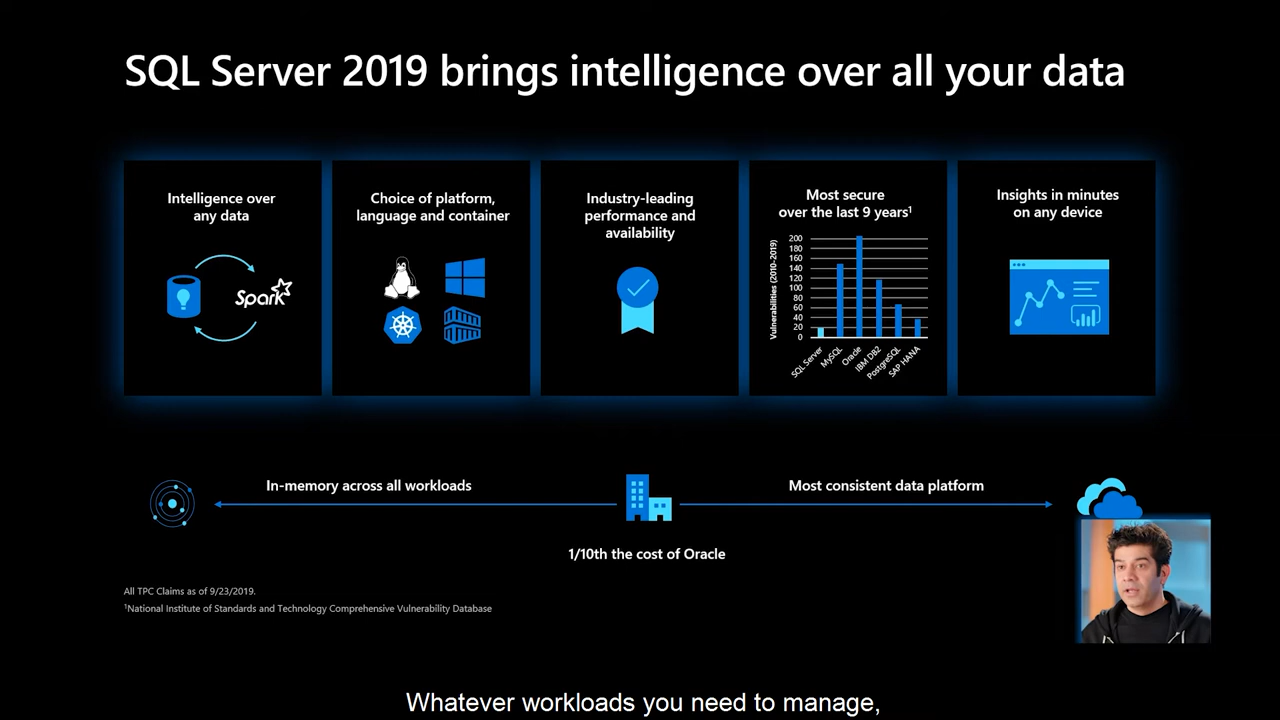 SQL Server 2019 brings intelligence over all your data
Intelligence over
any data
Spark
Choice of platform,
language and container
Industry-leading
performance and
availability
Most secure
over the last 9 years¹
Vulnerabilities (2010-2019)
200
180
160
140
120
100
80
60
40
20
0
SQL Server
MySQL
Oracle
IBM DB2
PostgreSQL
SAP HANA
Insights in minutes
on any device
In-memory across all workloads
Most consistent data platform
1/10th the cost of Oracle
All TPC Claims as of 9/23/2019.
¹National Institute of Standards and Technology Comprehensive Vulnerability Database
Whatever workloads you need to manage,